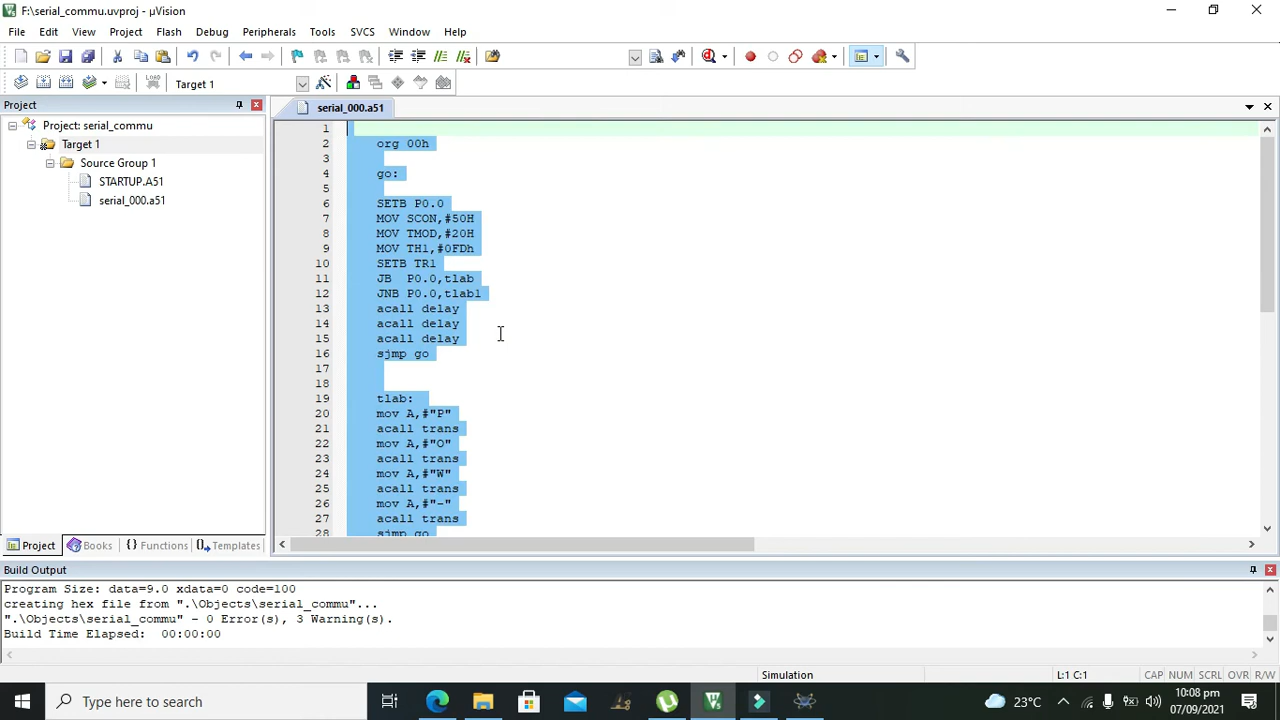 F:\serial_commu.uvproj - µVision
File Edit View Project Flash Debug Peripherals Tools SVCS Window Help
LOAD
Target 1
Project
Project: serial_commu
Target 1
Source Group 1
STARTUP.A51
serial_000.a51
Project Books {} Functions Templates
serial_000.a51
1
2 org 00h
3
4 go:
5
6 SETB P0.0
7 MOV SCON,#50H
8 MOV TMOD,#20H
9 MOV TH1,#0FDh
10 SETB TR1
11 JB P0.0,tlab
12 JNB P0.0,tlabl
13 acall delay
14 acall delay
15 acall delay
16 sjmp go
17
18
19 tlab:
20 mov A,#"P"
21 acall trans
22 mov A,#"O"
23 acall trans
24 mov A,#"W"
25 acall trans
26 mov A,#"-"
27 acall trans
28 sjmp go
Build Output
Program Size: data=9.0 xdata=0 code=100
creating hex file from ".\Objects\serial_commu"...
".\Objects\serial_commu" - 0 Error(s), 3 Warning(s).
Build Time Elapsed: 00:00:00
Simulation L:1 C:1 CAP NUM SCRL OVR R/W
Type here to search
23°C
10:08 pm
07/09/2021